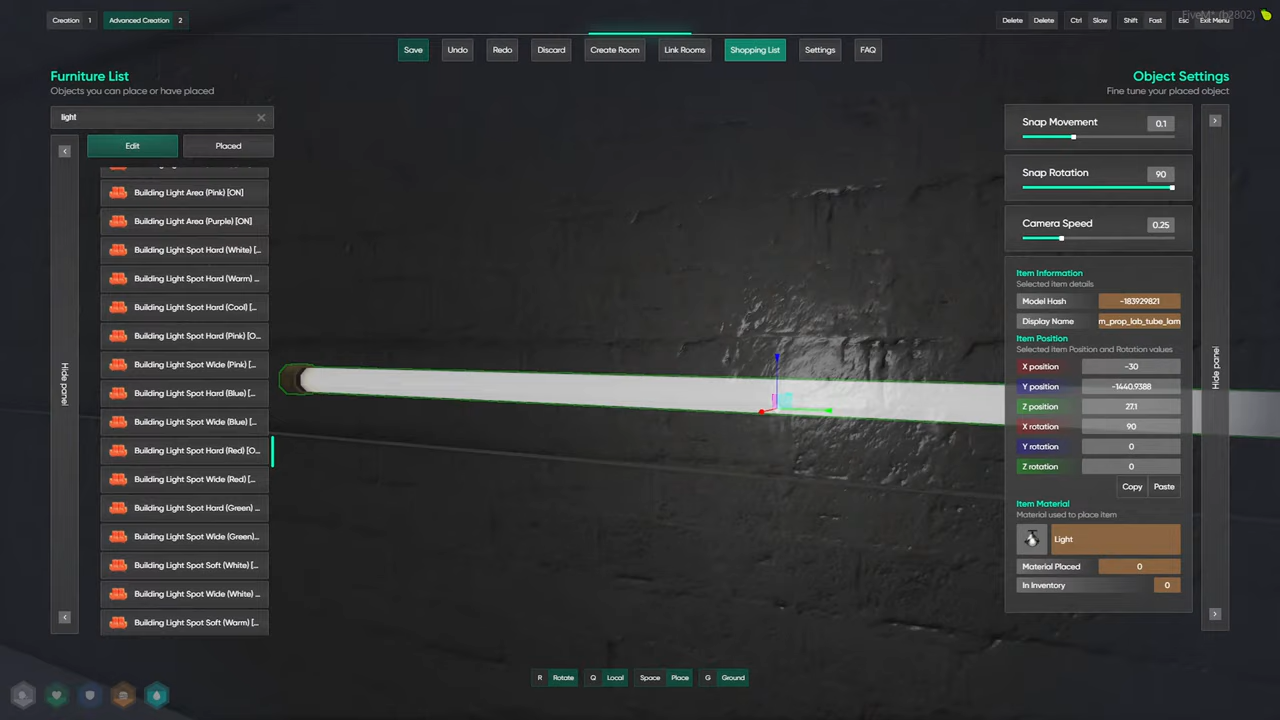 Creation 1 Advanced Creation 2
Delete Delete Ctrl Slow Shift Fast Esc Exit Menu
FiveM* (b2802)
Save Undo Redo Discard Create Room Link Rooms Shopping List Settings FAQ
Furniture List
Objects you can place or have placed
light
Edit Placed
Hide panel
Building Light Area (Pink) [ON]
Building Light Area (Purple) [ON]
Building Light Spot Hard (White) [...
Building Light Spot Hard (Warm) ...
Building Light Spot Hard (Cool) [...
Building Light Spot Hard (Pink) [O...
Building Light Spot Wide (Pink) [...
Building Light Spot Hard (Blue) [...
Building Light Spot Wide (Blue) [...
Building Light Spot Hard (Red) [O...
Building Light Spot Wide (Red) [...
Building Light Spot Hard (Green) ...
Building Light Spot Wide (Green)...
Building Light Spot Soft (White) [...
Building Light Spot Wide (White) ...
Building Light Spot Soft (Warm) [...
Object Settings
Fine tune your placed object
Snap Movement 0.1
Snap Rotation 90
Camera Speed 0.25
Item Information
Selected item details
Model Hash -183929821
Display Name m_prop_lab_tube_lam
Item Position
Selected item Position and Rotation values
X position -30
Y position -1440.9388
Z position 27.1
X rotation 90
Y rotation 0
Z rotation 0
Copy Paste
Item Material
Material used to place item
Light
Material Placed 0
In Inventory 0
Hide panel
R Rotate Q Local Space Place G Ground